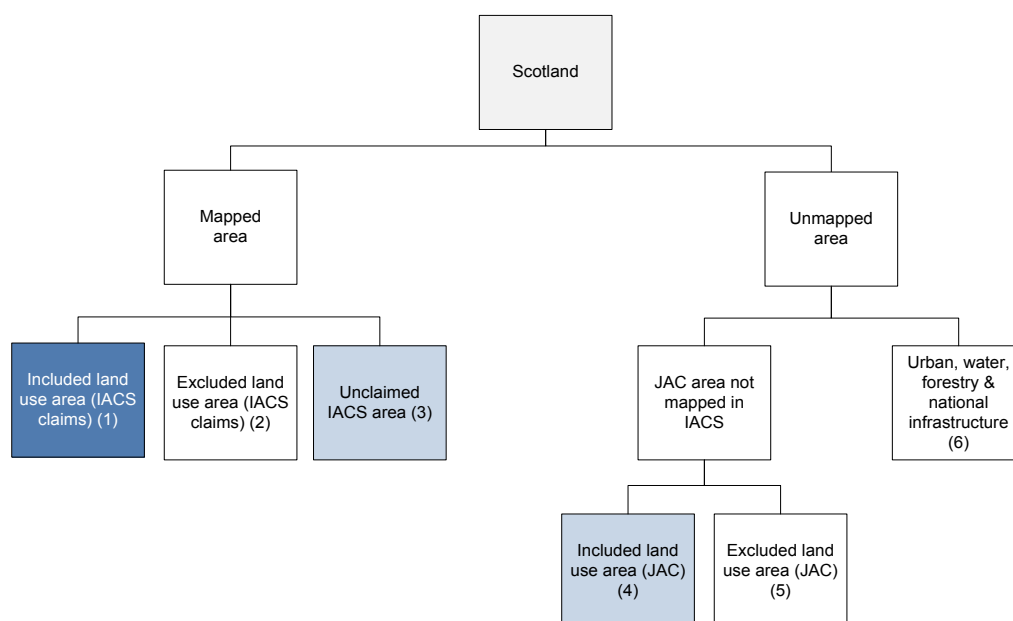 Scotland
Mapped
area
Unmapped
area
Included land
use area (IACS
claims) (1)
Excluded land
use area (IACS
claims) (2)
Unclaimed
IACS area (3)
JAC area not
mapped in
IACS
Urban, water,
forestry &
national
infrastructure
(6)
Included land
use area (JAC)
(4)
Excluded land
use area (JAC)
(5)